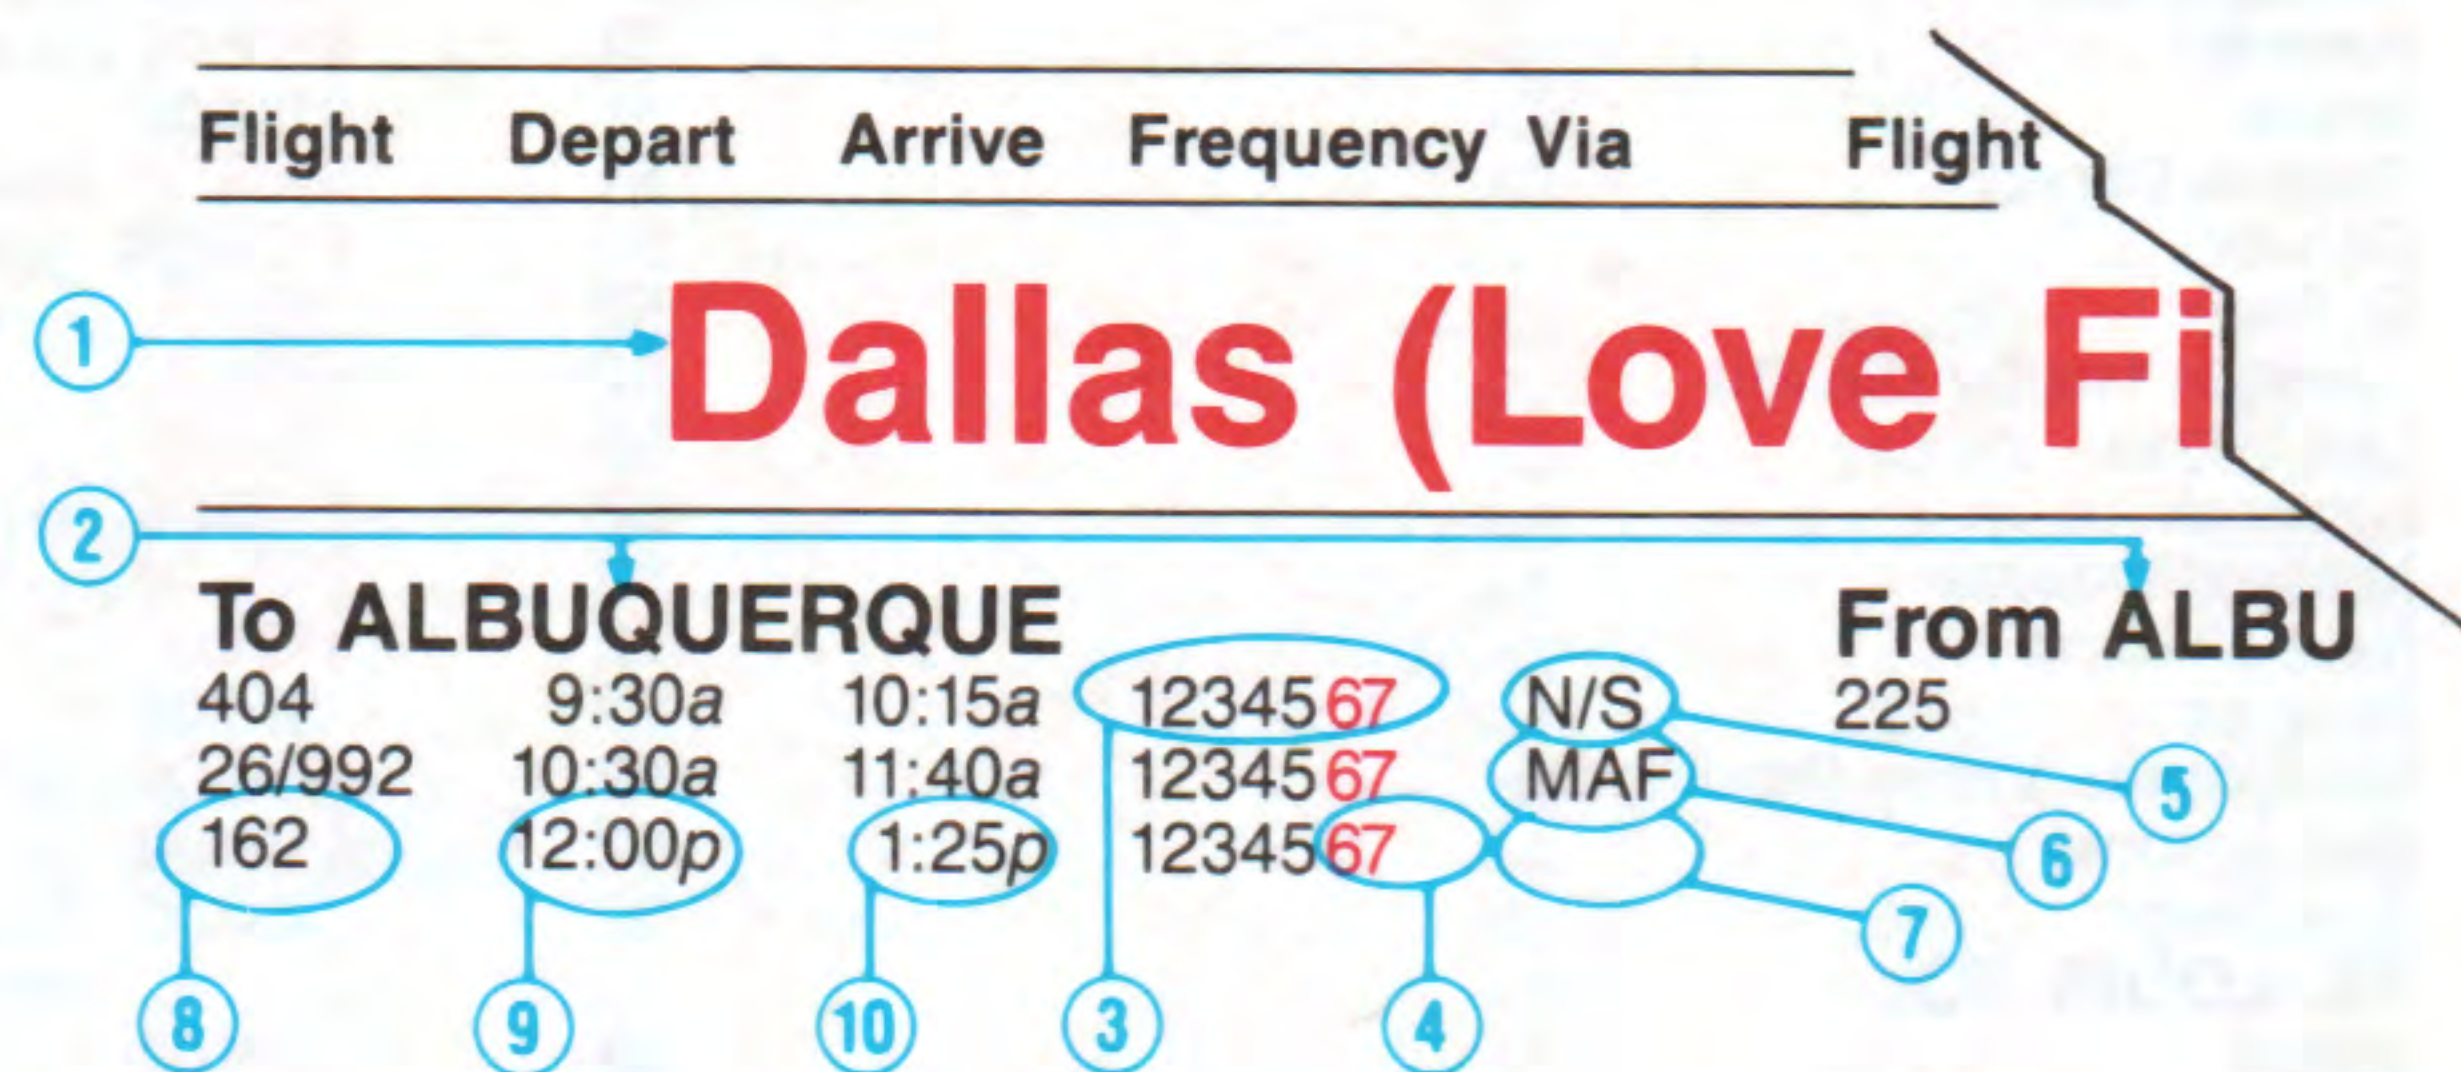 Flight Depart Arrive Frequency Via Flight
1 Dallas (Love Fi
2
To ALBUQUERQUE From ALBU
404 9:30a 10:15a 1234567 N/S 225
26/992 10:30a 11:40a 1234567 MAF 5
162 12:00p 1:25p 1234567 6
7
8 9 10 3 4